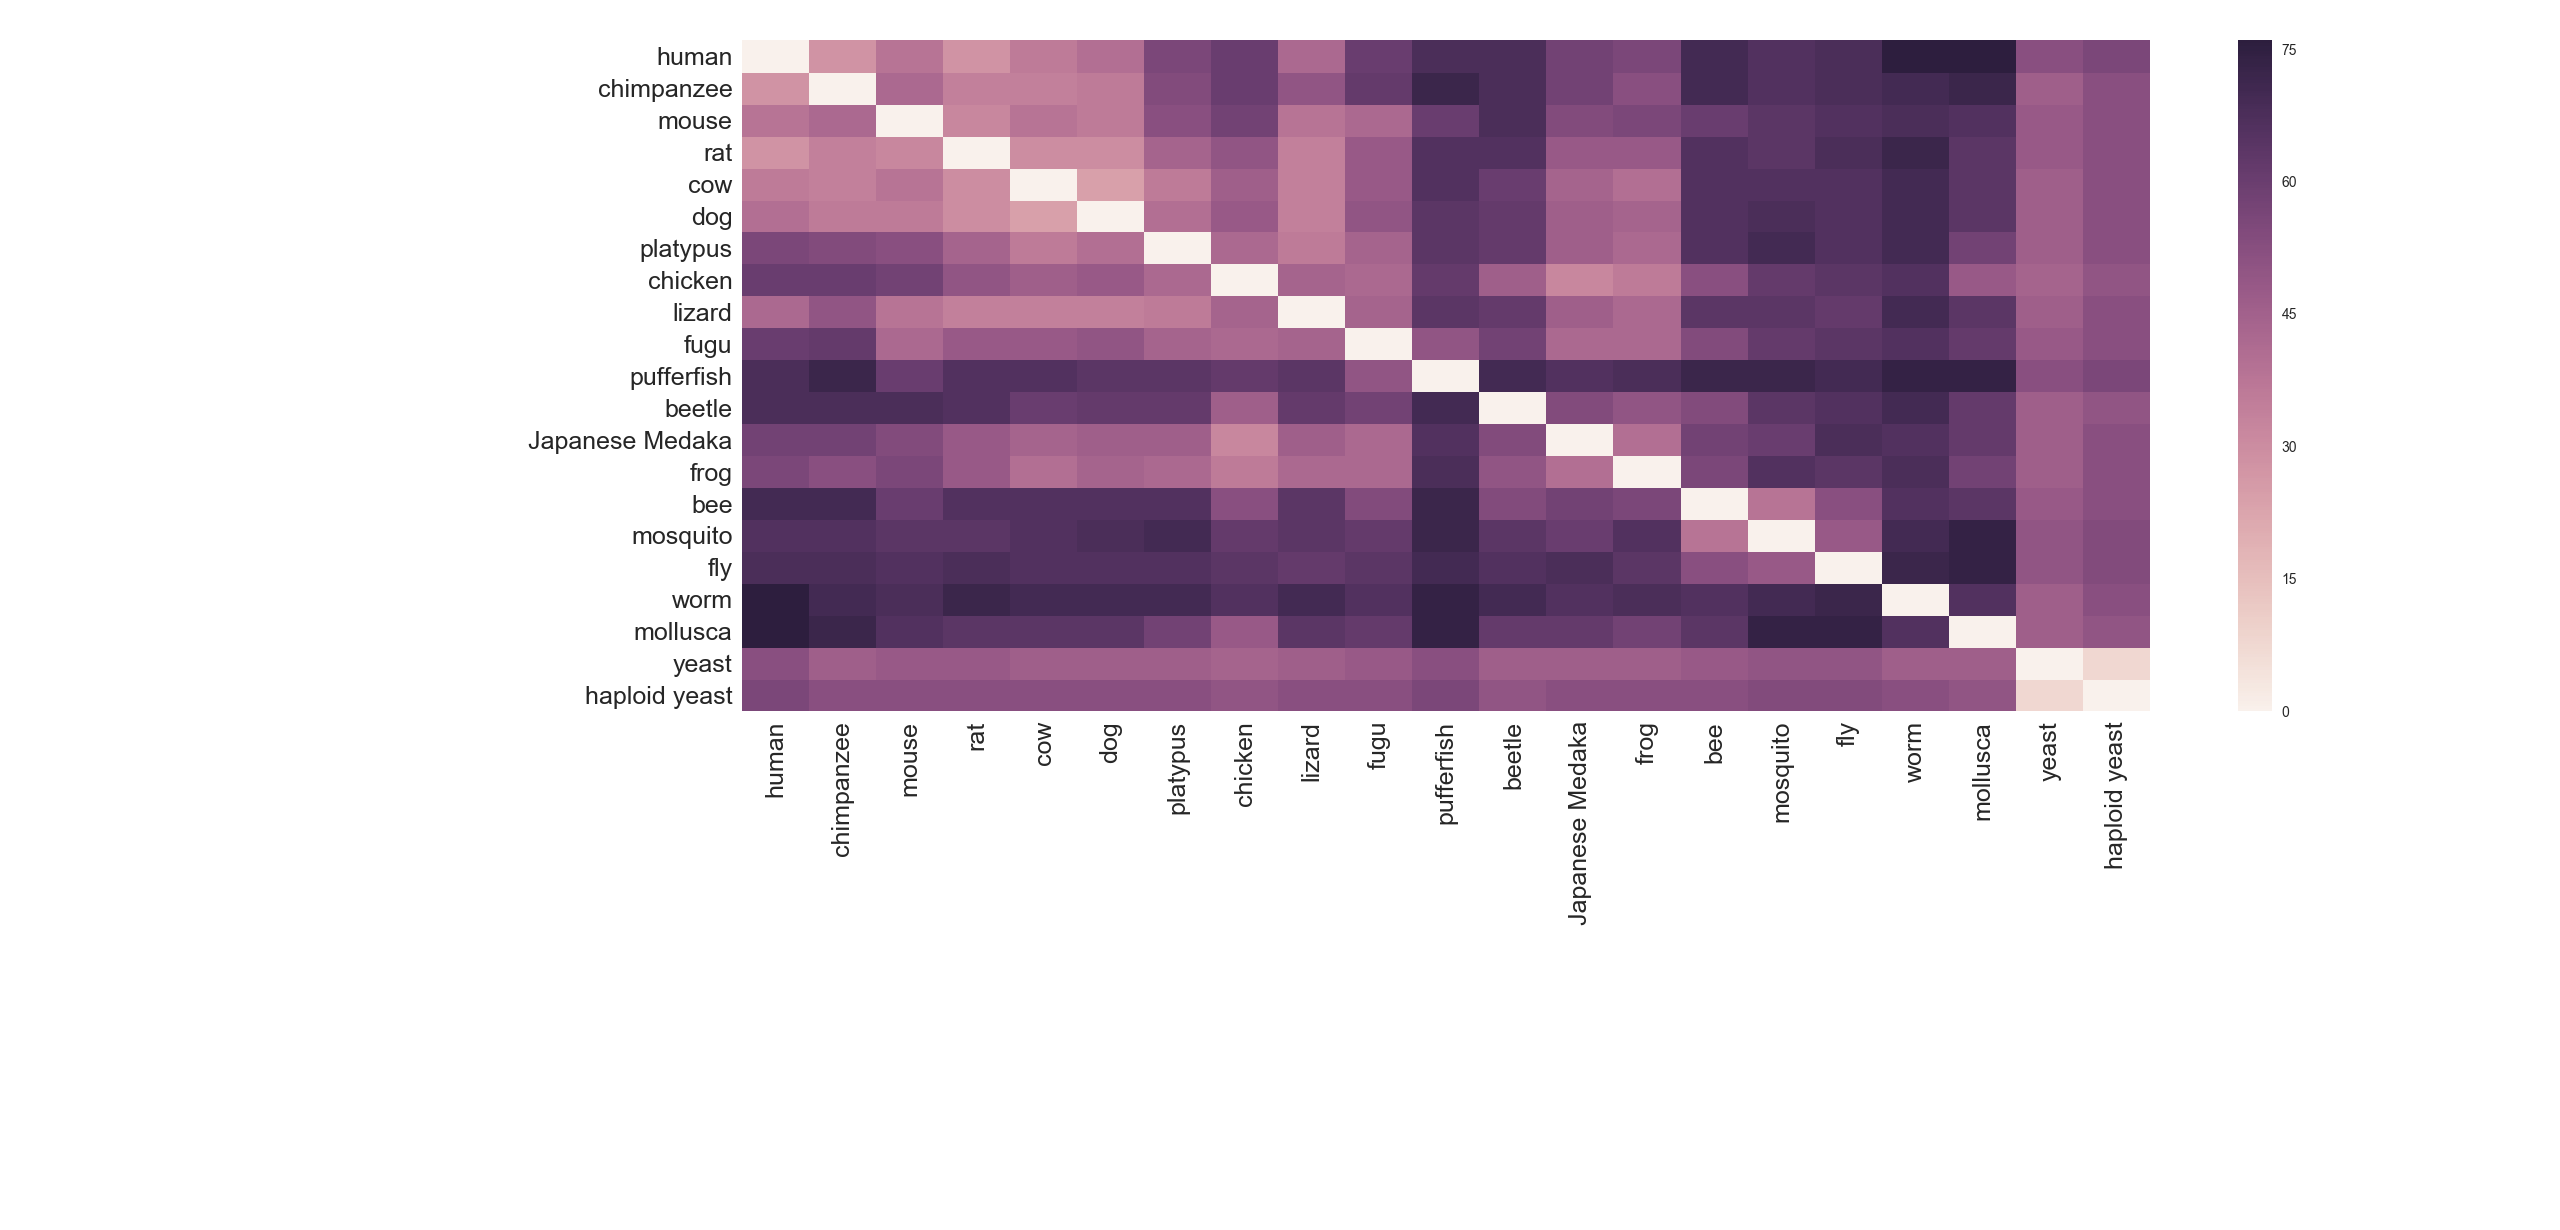 human
chimpanzee
mouse
rat
cow
dog
platypus
chicken
lizard
fugu
pufferfish
beetle
Japanese Medaka
frog
bee
mosquito
fly
worm
mollusca
yeast
haploid yeast
human
chimpanzee
mouse
rat
cow
dog
platypus
chicken
lizard
fugu
pufferfish
beetle
Japanese Medaka
frog
bee
mosquito
fly
worm
mollusca
yeast
haploid yeast
75
60
45
30
15
0